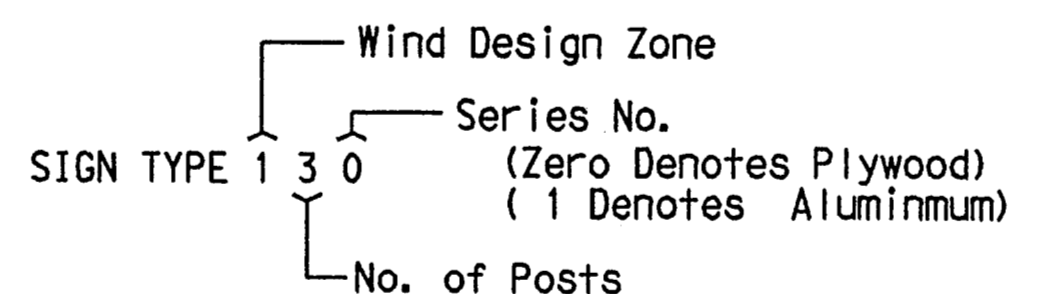 Wind Design Zone
Series No.
SIGN TYPE 1 3 0 (Zero Denotes Plywood)
( 1 Denotes Aluminmum)
No. of Posts